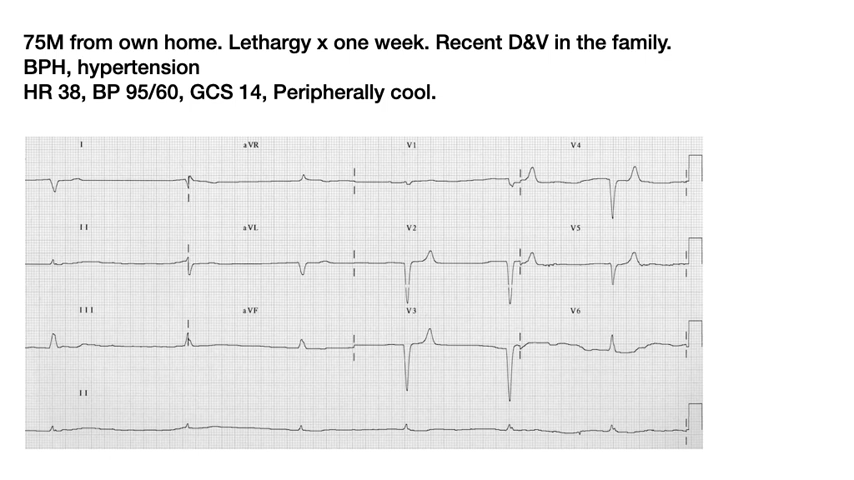 75M from own home. Lethargy x one week. Recent D&V in the family.
BPH, hypertension
HR 38, BP 95/60, GCS 14, Peripherally cool.
I aVR V1 V4
II aVL V2 V5
III aVF V3 V6
II